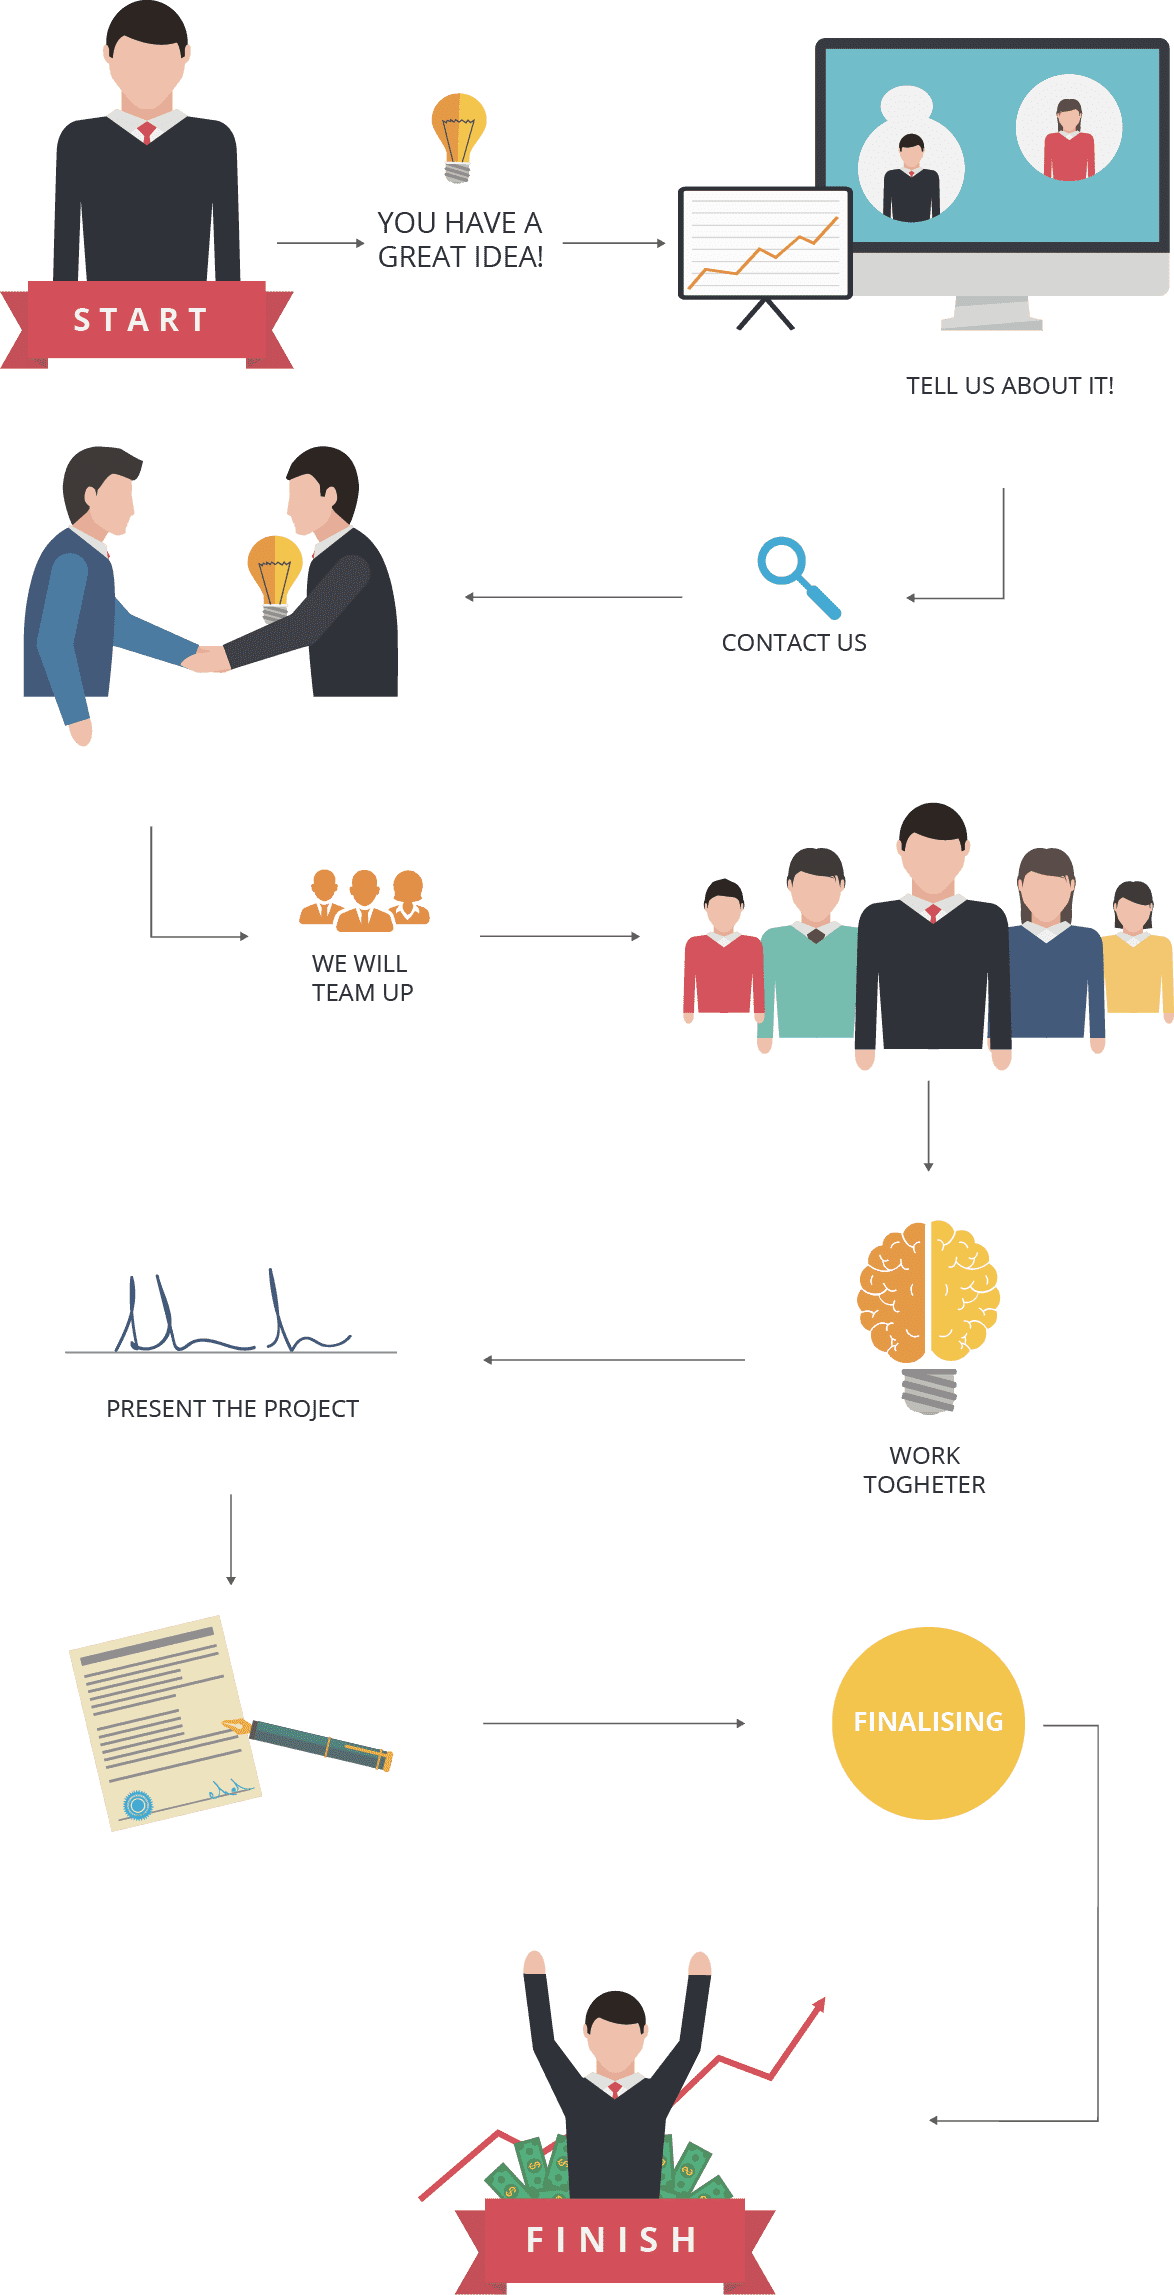 START
YOU HAVE A
GREAT IDEA!
TELL US ABOUT IT!
CONTACT US
WE WILL
TEAM UP
WORK
TOGHETER
PRESENT THE PROJECT
FINALISING
FINISH